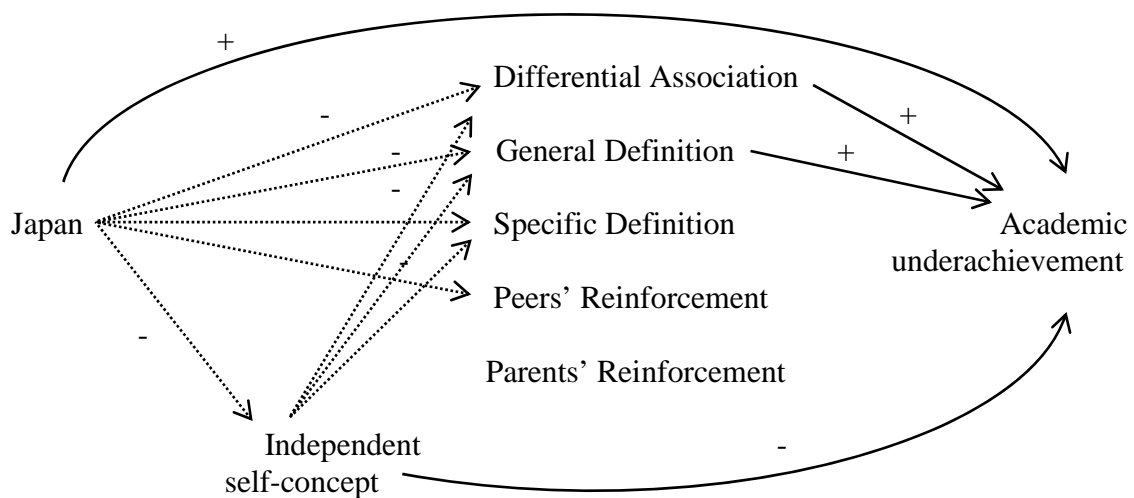 +
Differential Association
-
+
General Definition
-
+
-
Japan
Specific Definition
Academic
underachievement
-
Peers’ Reinforcement
-
Parents’ Reinforcement
Independent
self-concept
-